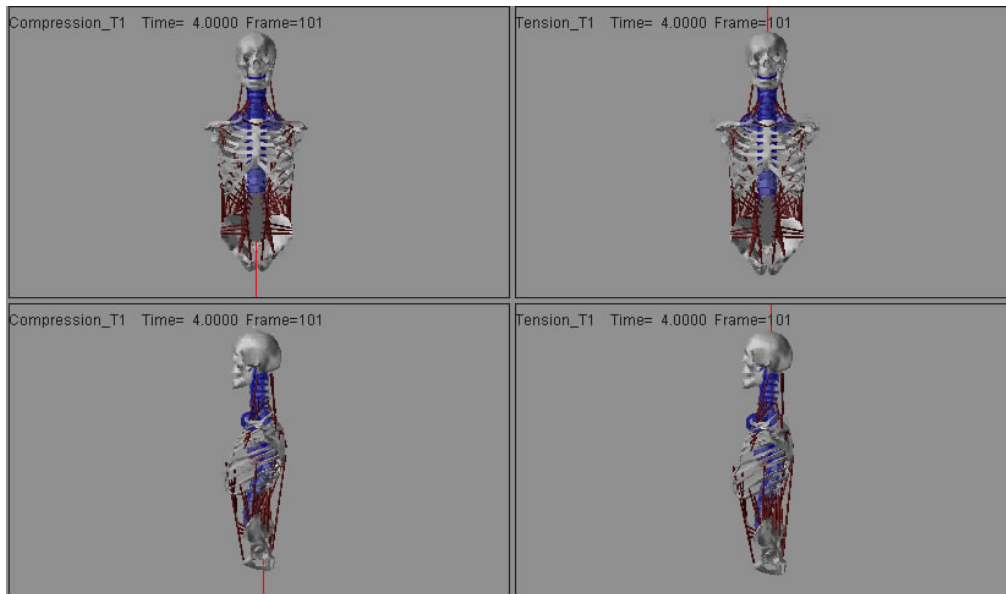 Compression_T1 Time= 4.0000 Frame=101
Tension_T1 Time= 4.0000 Frame=101
Compression_T1 Time= 4.0000 Frame=101
Tension_T1 Time= 4.0000 Frame=101